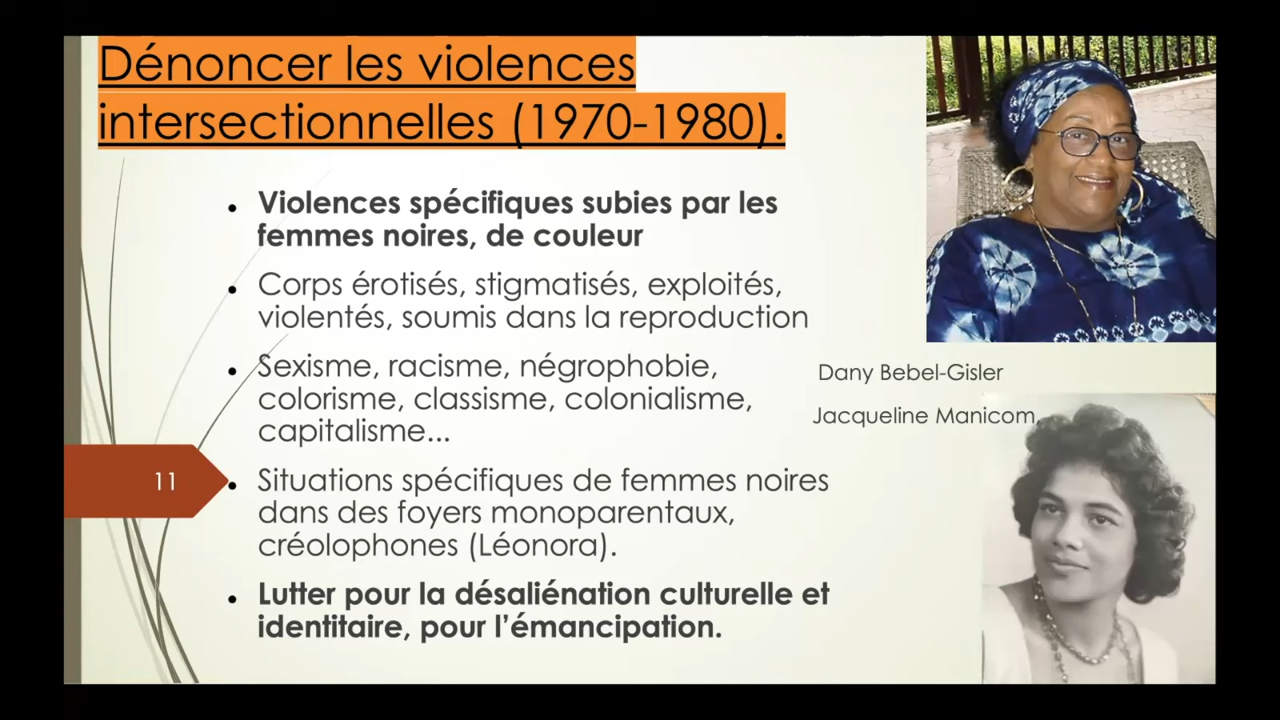 Dénoncer les violences
intersectionnelles (1970-1980).
Violences spécifiques subies par les
femmes noires, de couleur
Corps érotisés, stigmatisés, exploités,
violentés, soumis dans la reproduction
Sexisme, racisme, négrophobie,
colorisme, classisme, colonialisme,
capitalisme...
Situations spécifiques de femmes noires
dans des foyers monoparentaux,
créolophones (Léonora).
Lutter pour la désaliénation culturelle et
identitaire, pour l’émancipation.
Dany Bebel-Gisler
Jacqueline Manicom,
11